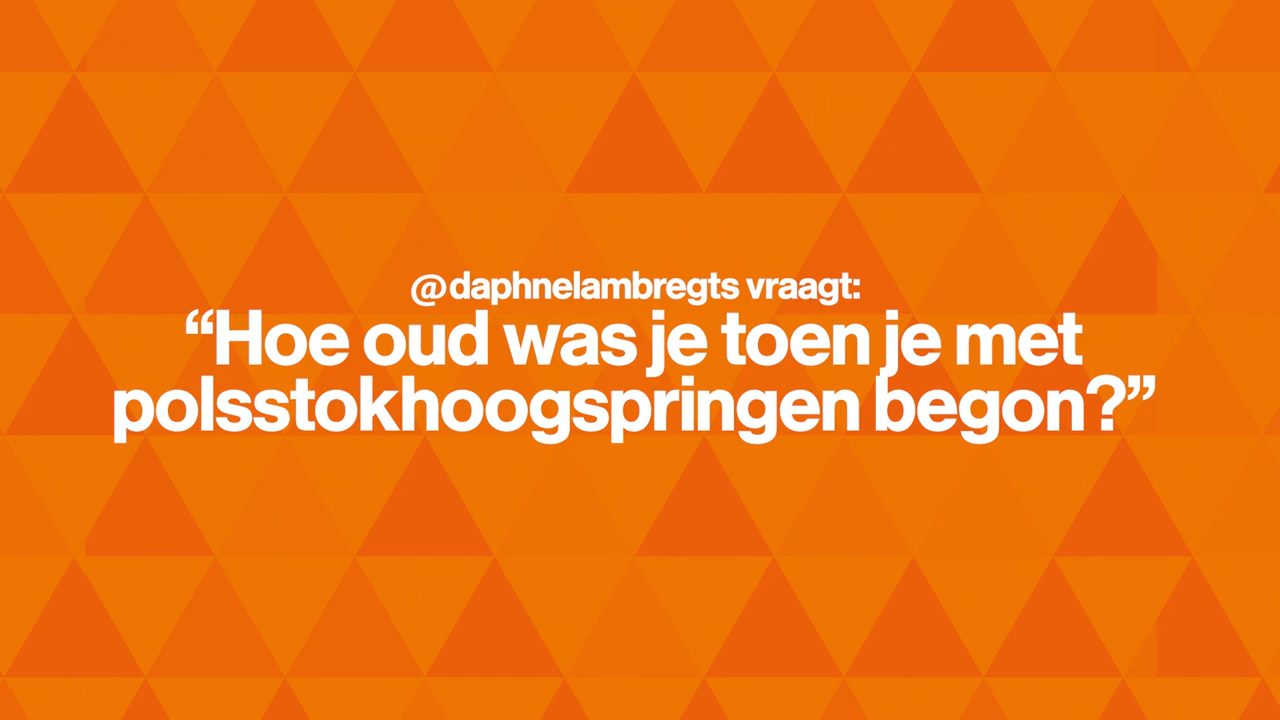 @daphnelambregts vraagt:
“Hoe oud was je toen je met
polsstokhoogspringen begon?”